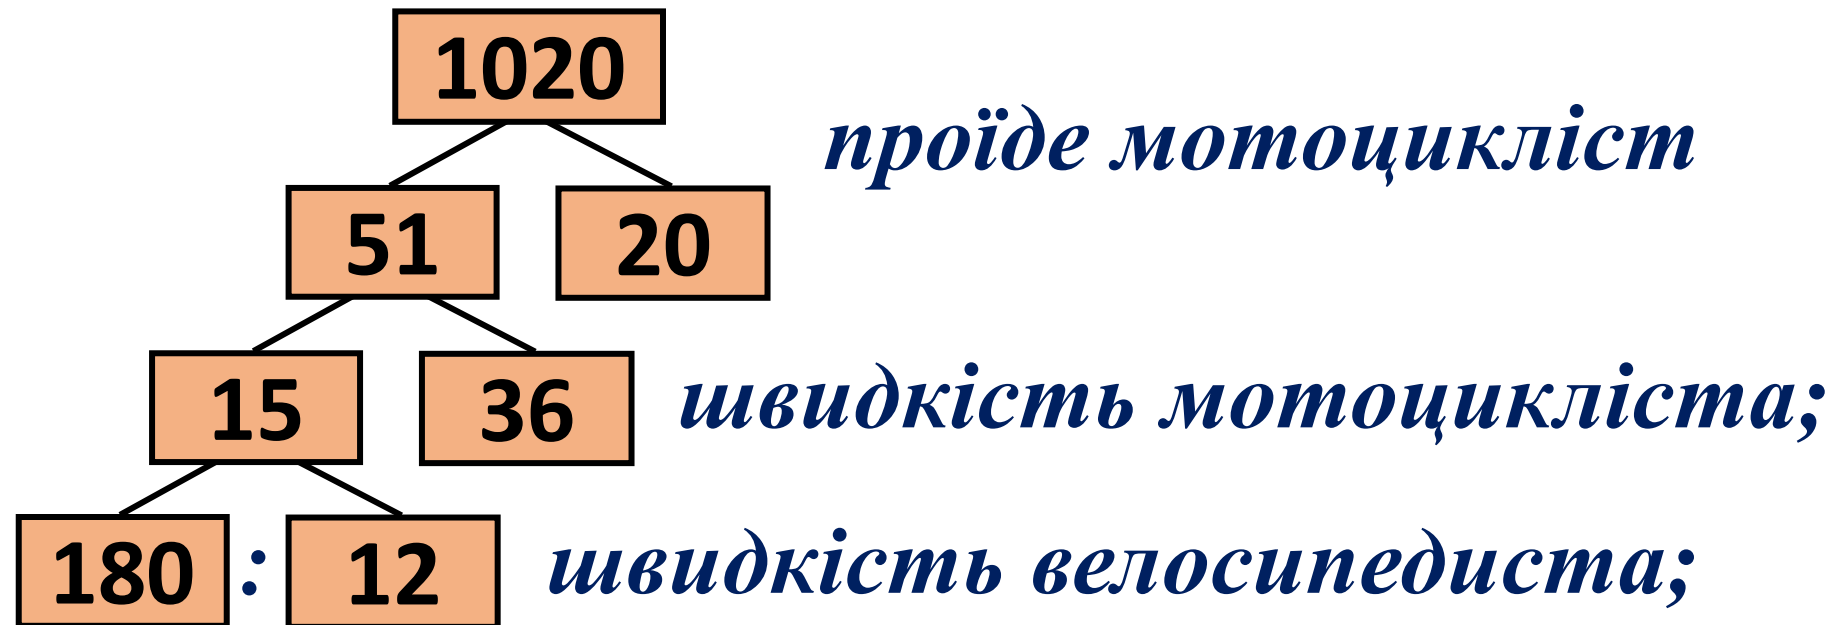 1020
проїде мотоцикліст
51 20
15 36 швидкість мотоцикліста;
180 : 12 швидкість велосипедиста;